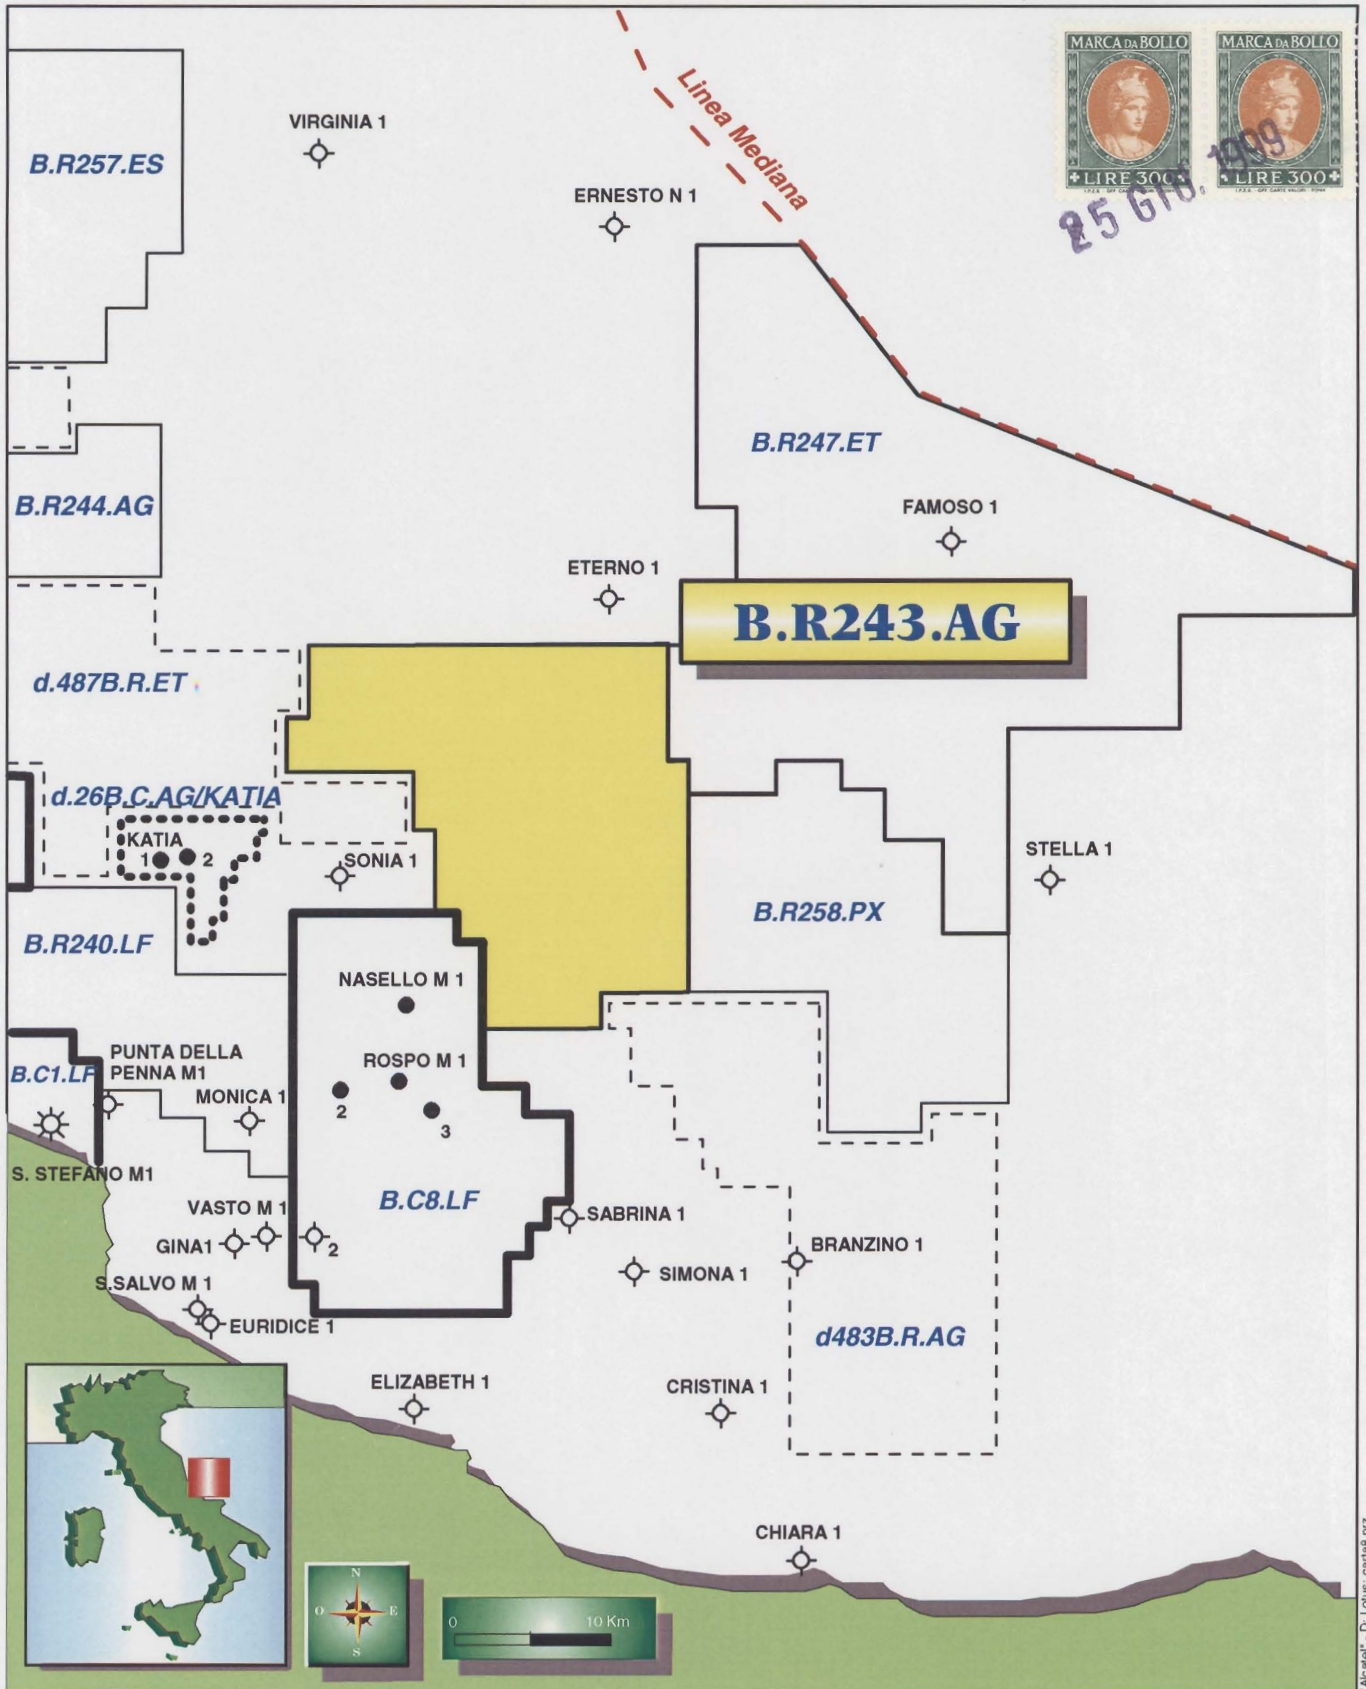 MARCA DA BOLLO
MARCA DA BOLLO
LIRE 300
LIRE 300
25 GIU. 1999
Linea Mediana
VIRGINIA 1
B.R257.ES
ERNESTO N 1
B.R247.ET
B.R244.AG
FAMOSO 1
ETERNO 1
B.R243.AG
d.487B.R.ET
d.26B.C.AG/KATIA
KATIA
1
2
SONIA 1
STELLA 1
B.R258.PX
B.R240.LF
NASELLO M 1
PUNTA DELLA
PENNA M1
ROSPO M 1
B.C1.LF
MONICA 1
2
3
S. STEFANO M1
B.C8.LF
VASTO M 1
SABRINA 1
GINA1
2
BRANZINO 1
SIMONA 1
S.SALVO M 1
EURIDICE 1
d483B.R.AG
ELIZABETH 1
CRISTINA 1
CHIARA 1
N
O
E
S
0
10 Km